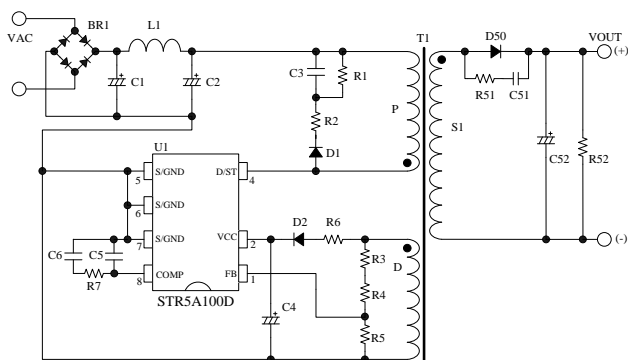 BR1
L1
T1
D50
VOUT
(+)
VAC
C1
C2
C3
R1
R51
C51
P
R2
S1
D1
C52
R52
U1
S/GND
D/ST
5
4
S/GND
6
D2
R6
(-)
S/GND
VCC
7
2
C6
C5
R3
D
COMP
FB
8
1
R7
R4
STR5A100D
C4
R5